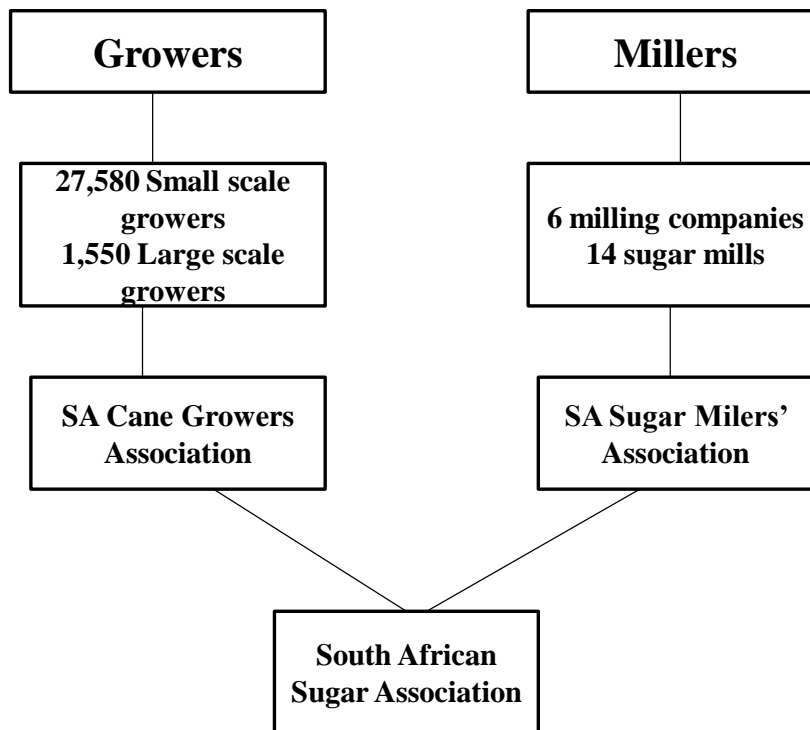 Growers
Millers
27,580 Small scale
growers
1,550 Large scale
growers
6 milling companies
14 sugar mills
SA Cane Growers
Association
SA Sugar Milers’
Association
South African
Sugar Association